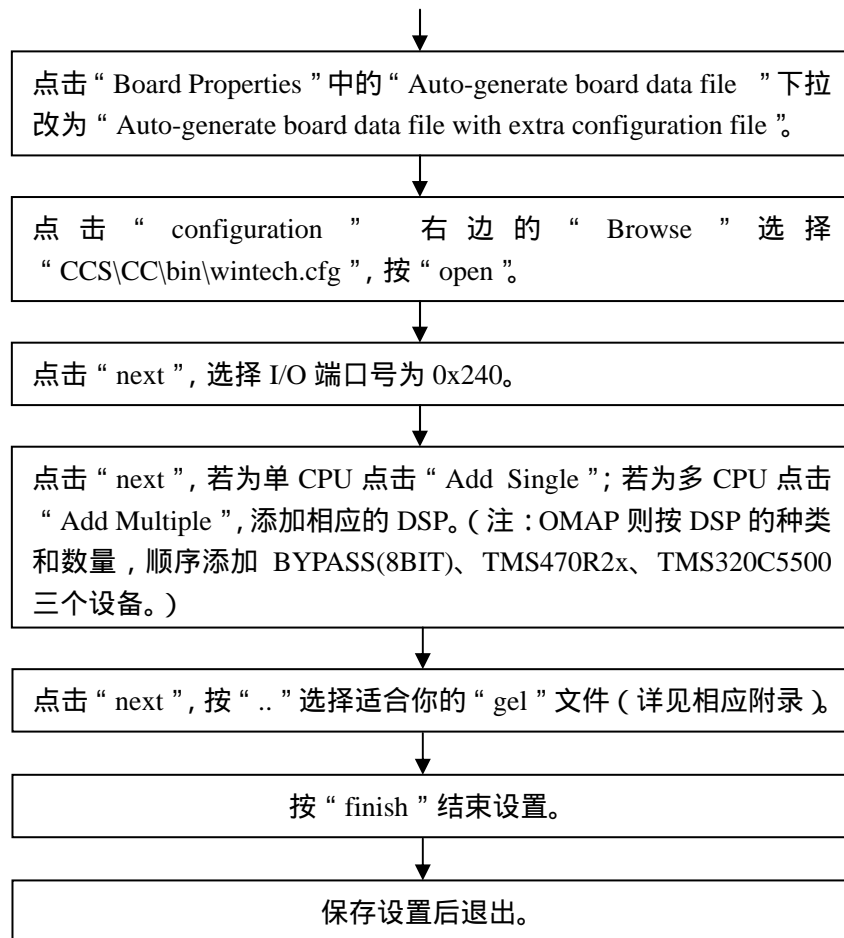 点击“Board Properties”中的“Auto-generate board data file ”下拉
改为“Auto-generate board data file with extra configuration file”。
点击“configuration” 右边的“Browse”选择
“CCS\CC\bin\wintech.cfg”，按“open”。
点击“next”，选择 I/O 端口号为 0x240。
点击“next”，若为单 CPU 点击“Add Single”；若为多 CPU 点击
“Add Multiple”，添加相应的 DSP。（注：OMAP 则按 DSP 的种类
和数量，顺序添加 BYPASS(8BIT)、TMS470R2x、TMS320C5500
三个设备。）
点击“next”，按“..”选择适合你的“gel”文件（详见相应附录）。
按“finish”结束设置。
保存设置后退出。